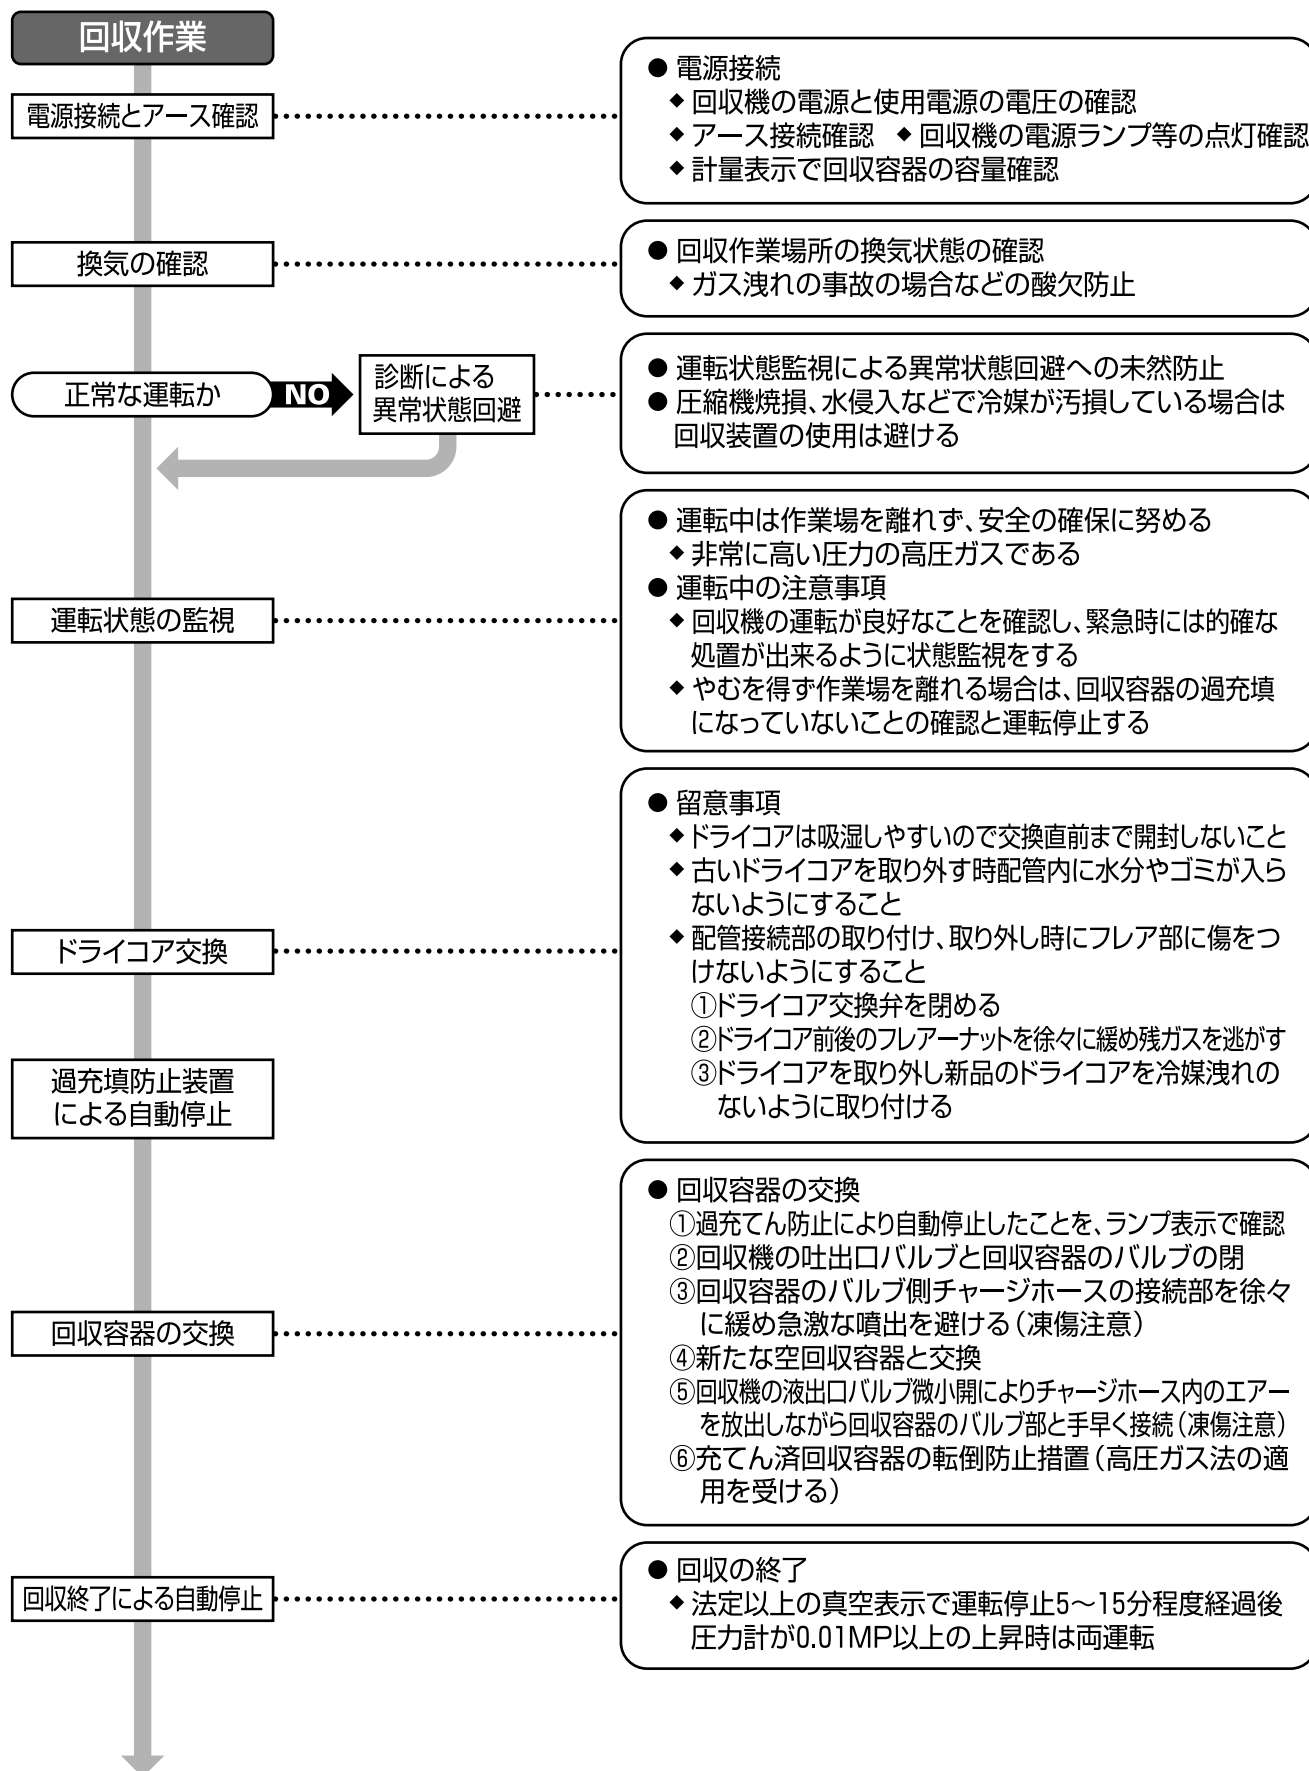 回収作業
電源接続とアース確認
● 電源接続
◆ 回収機の電源と使用電源の電圧の確認
◆ アース接続確認 ◆ 回収機の電源ランプ等の点灯確認
◆ 計量表示で回収容器の容量確認
換気の確認
● 回収作業場所の換気状態の確認
◆ ガス洩れの事故の場合などの酸欠防止
正常な運転か
NO
診断による
異常状態回避
● 運転状態監視による異常状態回避への未然防止
● 圧縮機焼損、水侵入などで冷媒が汚損している場合は
回収装置の使用は避ける
運転状態の監視
● 運転中は作業場を離れず、安全の確保に努める
◆ 非常に高い圧力の高圧ガスである
● 運転中の注意事項
◆ 回収機の運転が良好なことを確認し、緊急時には的確な
処置が出来るように状態監視をする
◆ やむを得ず作業場を離れる場合は、回収容器の過充填
になっていないことの確認と運転停止する
ドライコア交換
● 留意事項
◆ ドライコアは吸湿しやすいので交換直前まで開封しないこと
◆ 古いドライコアを取り外す時配管内に水分やゴミが入ら
ないようにすること
◆ 配管接続部の取り付け、取り外し時にフレア部に傷をつ
けないようにすること
①ドライコア交換弁を閉める
②ドライコア前後のフレアーナットを徐々に緩め残ガスを逃がす
③ドライコアを取り外し新品のドライコアを冷媒洩れの
ないように取り付ける
過充填防止装置
による自動停止
回収容器の交換
● 回収容器の交換
①過充てん防止により自動停止したことを、ランプ表示で確認
②回収機の吐出口バルブと回収容器のバルブの閉
③回収容器のバルブ側チャージホースの接続部を徐々
に緩め急激な噴出を避ける（凍傷注意）
④新たな空回収容器と交換
⑤回収機の液出口バルブ微小開によりチャージホース内のエアー
を放出しながら回収容器のバルブ部と手早く接続（凍傷注意）
⑥充てん済回収容器の転倒防止措置（高圧ガス法の適
用を受ける）
回収終了による自動停止
● 回収の終了
◆ 法定以上の真空表示で運転停止5～15分程度経過後
圧力計が0.01MP以上の上昇時は両運転